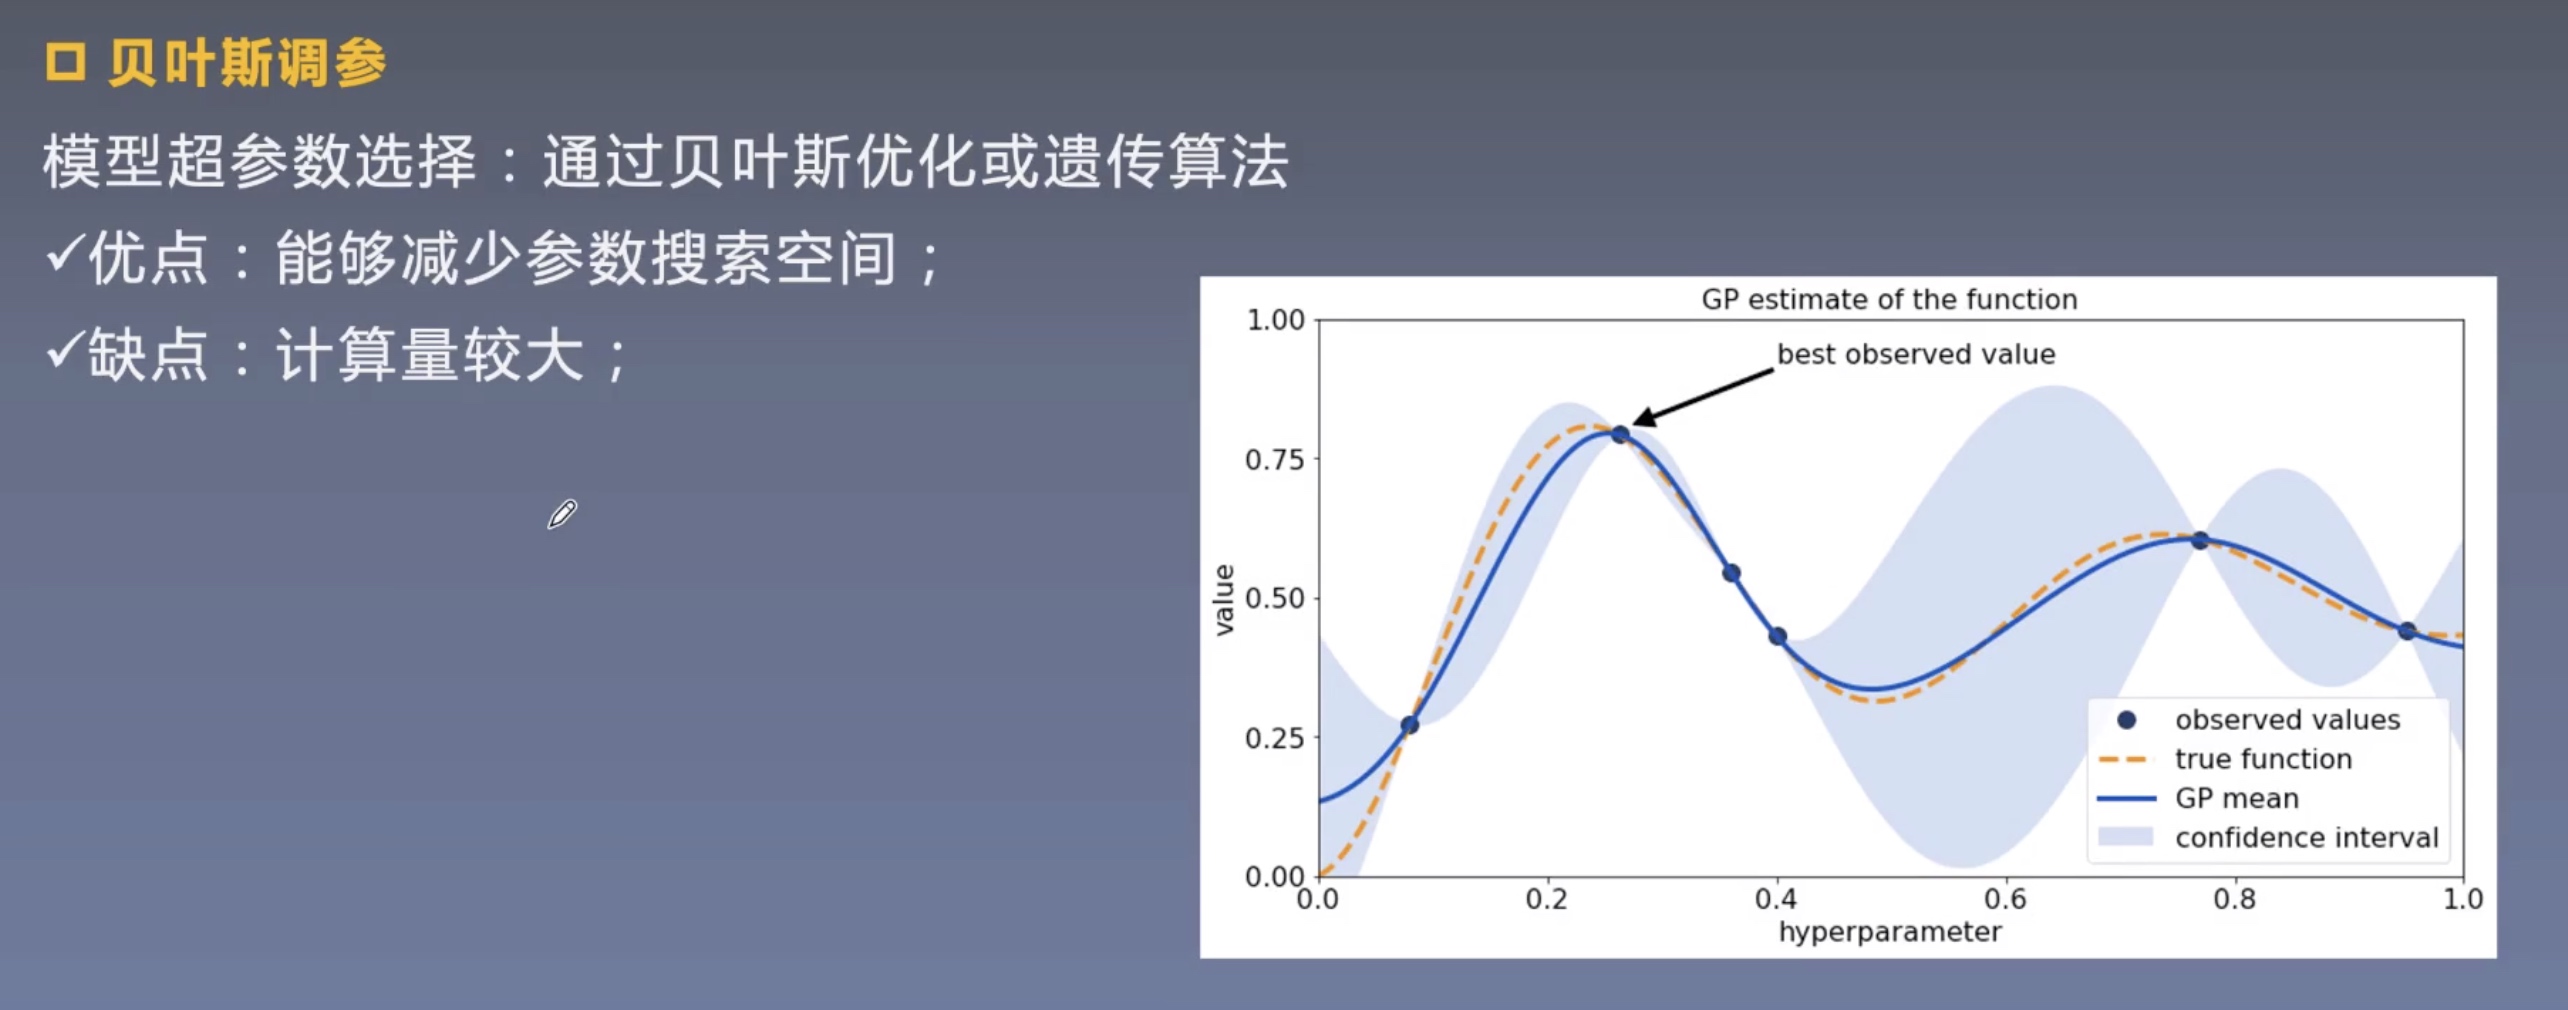 贝叶斯调参
模型超参数选择：通过贝叶斯优化或遗传算法
✓优点：能够减少参数搜索空间；
✓缺点：计算量较大；
GP estimate of the function
best observed value
1.00
0.75
0.50
0.25
0.00
value
0.0 0.2 0.4 0.6 0.8 1.0
hyperparameter
observed values
true function
GP mean
confidence interval